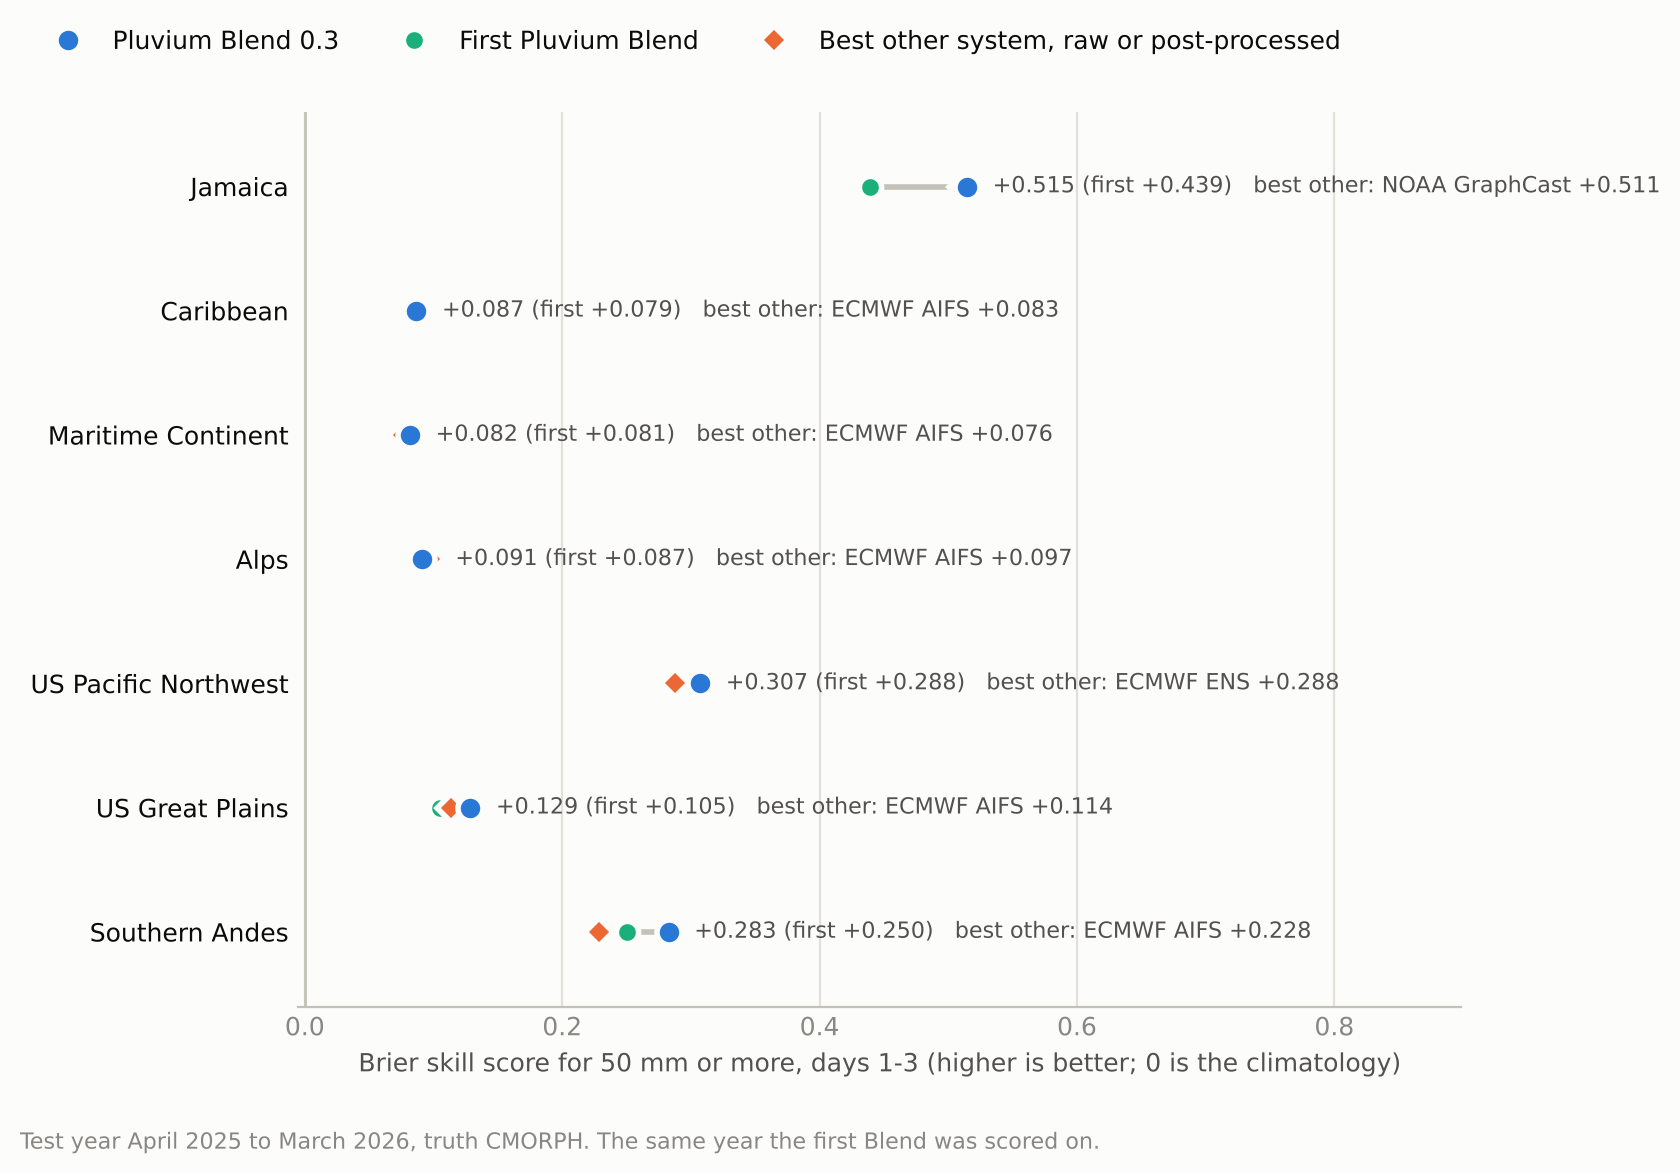 Pluvium Blend 0.3 First Pluvium Blend Best other system, raw or post-processed
Jamaica +0.515 (first +0.439) best other: NOAA GraphCast +0.511
Caribbean +0.087 (first +0.079) best other: ECMWF AIFS +0.083
Maritime Continent +0.082 (first +0.081) best other: ECMWF AIFS +0.076
Alps +0.091 (first +0.087) best other: ECMWF AIFS +0.097
US Pacific Northwest +0.307 (first +0.288) best other: ECMWF ENS +0.288
US Great Plains +0.129 (first +0.105) best other: ECMWF AIFS +0.114
Southern Andes +0.283 (first +0.250) best other: ECMWF AIFS +0.228
0.0 0.2 0.4 0.6 0.8
Brier skill score for 50 mm or more, days 1-3 (higher is better; 0 is the climatology)
Test year April 2025 to March 2026, truth CMORPH. The same year the first Blend was scored on.